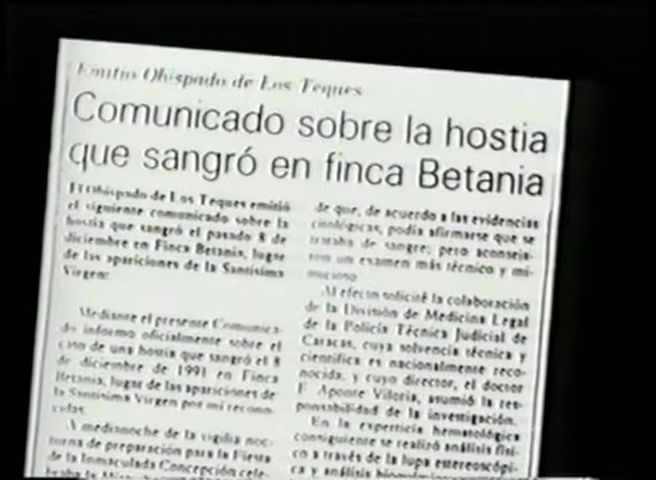 Emitió Obispado de Los Teques
Comunicado sobre la hostia
que sangró en finca Betania
El Obispado de Los Teques emitió
el siguiente comunicado sobre la
hostia que sangró el pasado 8 de
diciembre en Finca Betania, lugar
de las apariciones de la Santísima
Virgen:
Mediante el presente Comunica-
do informo oficialmente sobre el
caso de una hostia que sangró el 8
de diciembre de 1991 en Finca
Betania, lugar de las apariciones de
la Santísima Virgen por mí recono-
cidas.
A medianoche de la vigilia noc-
turna de preparación para la Fiesta
de la Inmaculada Concepción cele-
braba la Misa
de que, de acuerdo a las evidencias
citológicas, podía afirmarse que se
trataba de sangre; pero aconseja-
ron un examen más técnico y mi-
nucioso.
Al efecto solicité la colaboración
de la División de Medicina Legal
de la Policía Técnica Judicial de
Caracas, cuya solvencia técnica y
científica es nacionalmente reco-
nocida, y cuyo director, el doctor
F. Aponte Viloria, asumió la res-
ponsabilidad de la investigación.
En la experticia hematológica
consiguiente se realizó análisis físi-
co a través de la lupa estereoscópi-
ca y análisis